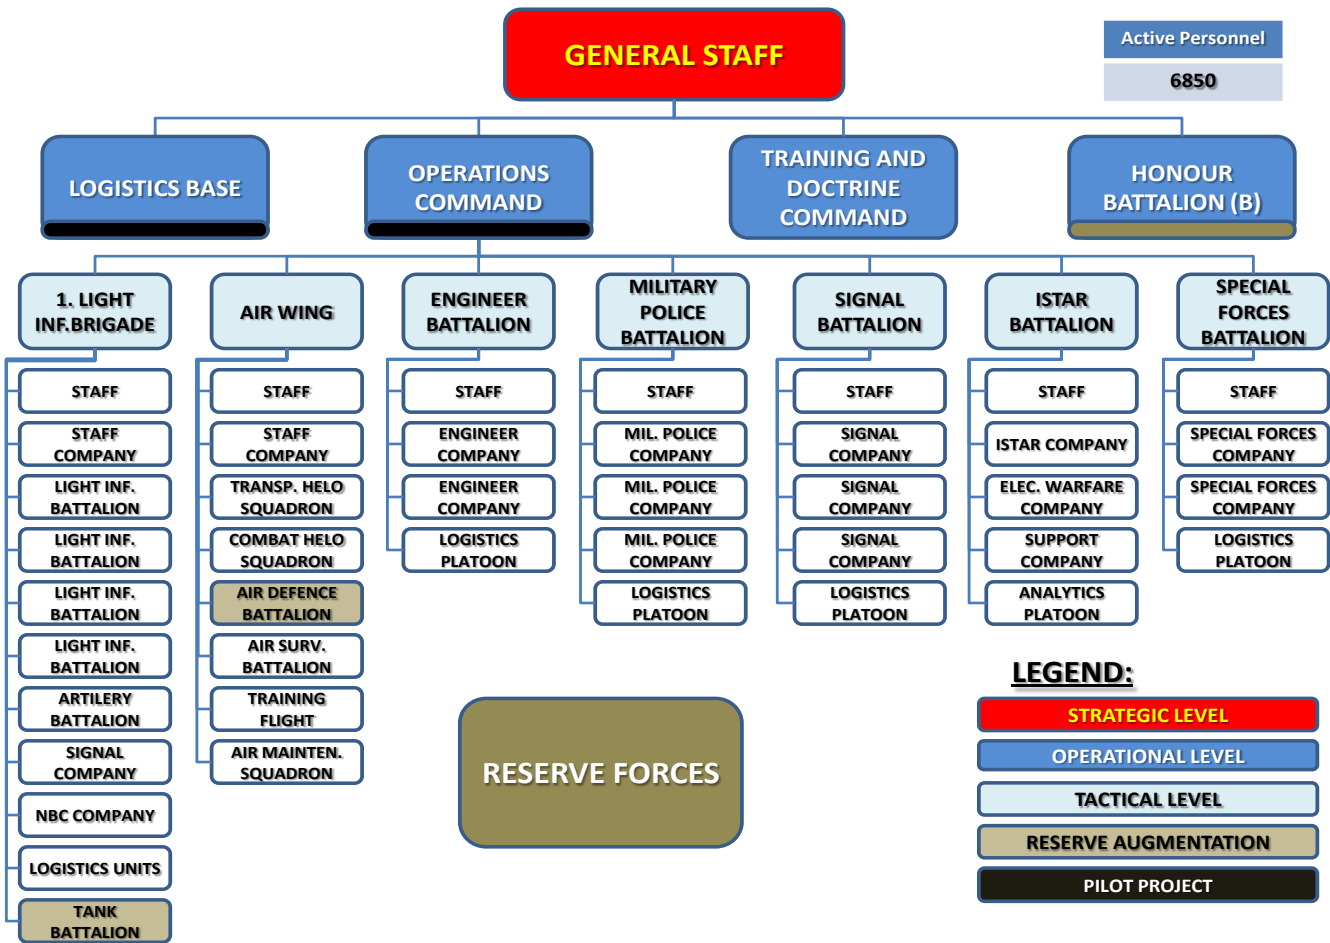 GENERAL STAFF
Active Personnel
6850
LOGISTICS BASE
OPERATIONS
COMMAND
TRAINING AND
DOCTRINE
COMMAND
HONOUR
BATTALION (B)
1. LIGHT
INF.BRIGADE
AIR WING
ENGINEER
BATTALION
MILITARY
POLICE
BATTALION
SIGNAL
BATTALION
ISTAR
BATTALION
SPECIAL
FORCES
BATTALION
STAFF
STAFF
COMPANY
LIGHT INF.
BATTALION
LIGHT INF.
BATTALION
LIGHT INF.
BATTALION
LIGHT INF.
BATTALION
ARTILERY
BATTALION
SIGNAL
COMPANY
NBC COMPANY
LOGISTICS UNITS
TANK
BATTALION
STAFF
STAFF
COMPANY
TRANSP. HELO
SQUADRON
COMBAT HELO
SQUADRON
AIR DEFENCE
BATTALION
AIR SURV.
BATTALION
TRAINING
FLIGHT
AIR MAINTEN.
SQUADRON
STAFF
ENGINEER
COMPANY
ENGINEER
COMPANY
LOGISTICS
PLATOON
STAFF
MIL. POLICE
COMPANY
MIL. POLICE
COMPANY
MIL. POLICE
COMPANY
LOGISTICS
PLATOON
STAFF
SIGNAL
COMPANY
SIGNAL
COMPANY
SIGNAL
COMPANY
LOGISTICS
PLATOON
STAFF
ISTAR COMPANY
ELEC. WARFARE
COMPANY
SUPPORT
COMPANY
ANALYTICS
PLATOON
STAFF
SPECIAL FORCES
COMPANY
SPECIAL FORCES
COMPANY
LOGISTICS
PLATOON
RESERVE FORCES
LEGEND:
STRATEGIC LEVEL
OPERATIONAL LEVEL
TACTICAL LEVEL
RESERVE AUGMENTATION
PILOT PROJECT